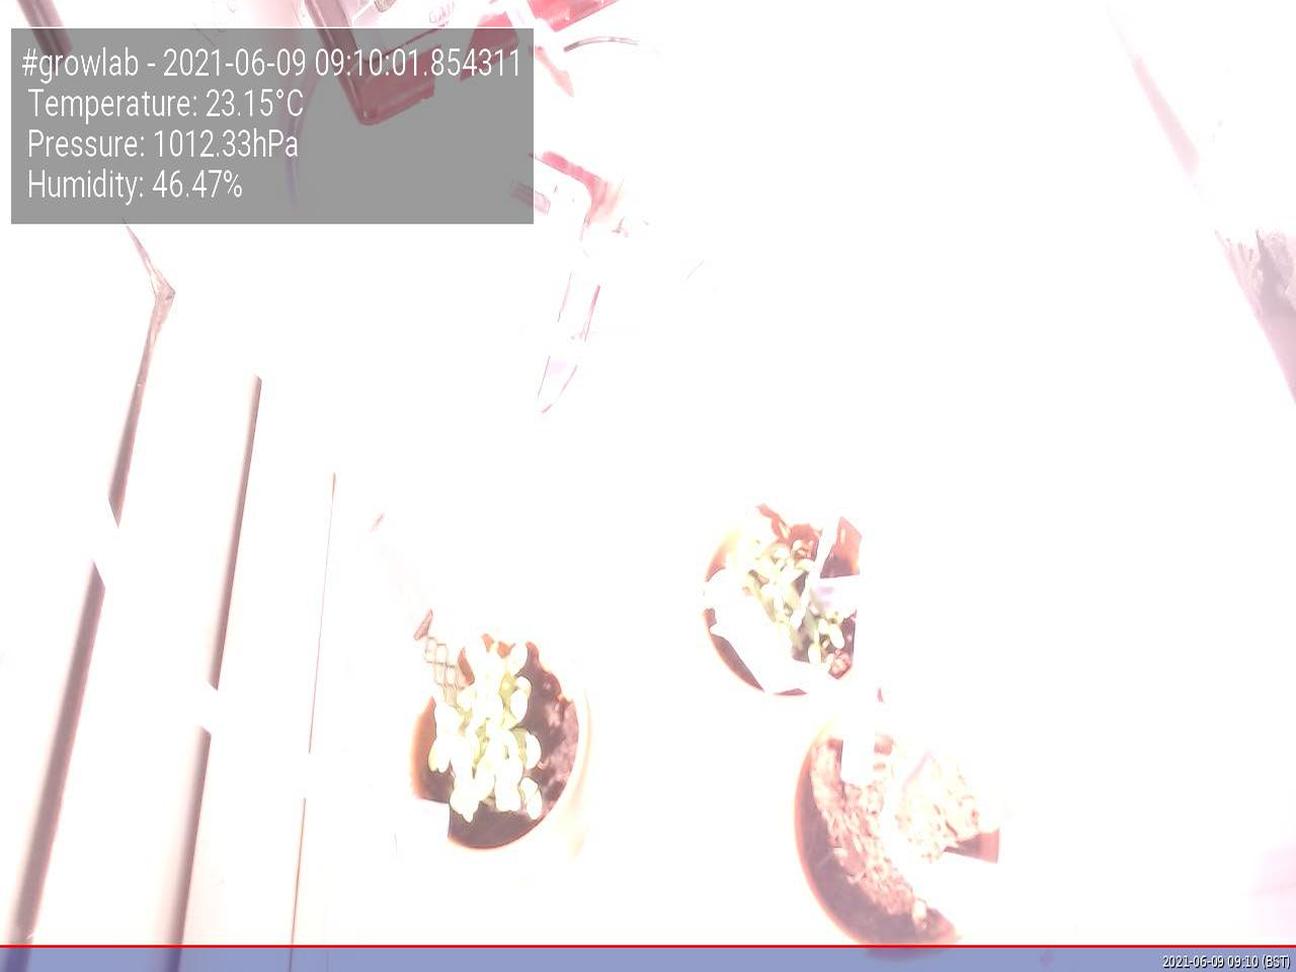 #growlab - 2021-06-09 09:10:01.854311
Temperature: 23.15°C
Pressure: 1012.33hPa
Humidity: 46.47%
2021-06-09 09:10 (BST)